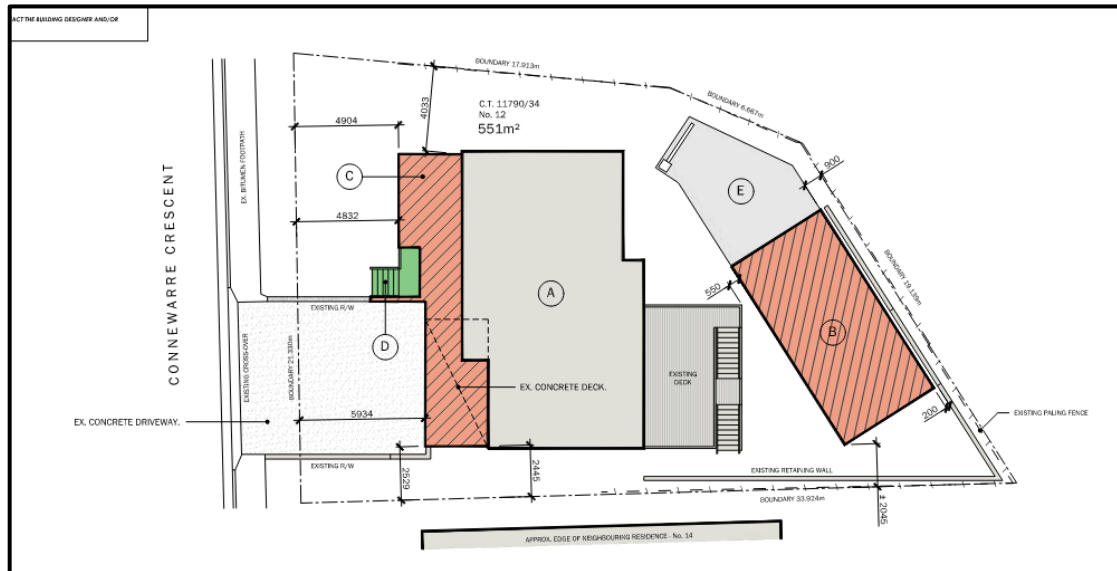 ACT THE BUILDING DESIGNER AND/OR
BOUNDARY 17.913m
C.T. 11790/34
No. 12
551m²
4033
4904
BOUNDARY 6.667m
900
CONNEWARRE CRESCENT
EX. BITUMEN FOOTPATH
C
E
4832
BOUNDARY 19.139m
550
A
B
EXISTING R/W
D
EXISTING CROSS-OVER
BOUNDARY 21.330m
EXISTING
DECK
EX. CONCRETE DECK.
5934
EX. CONCRETE DRIVEWAY.
200
EXISTING PALING FENCE
EXISTING R/W
2529
2445
EXISTING RETAINING WALL
BOUNDARY 33.924m
± 2045
APPROX. EDGE OF NEIGHBOURING RESIDENCE - No. 14